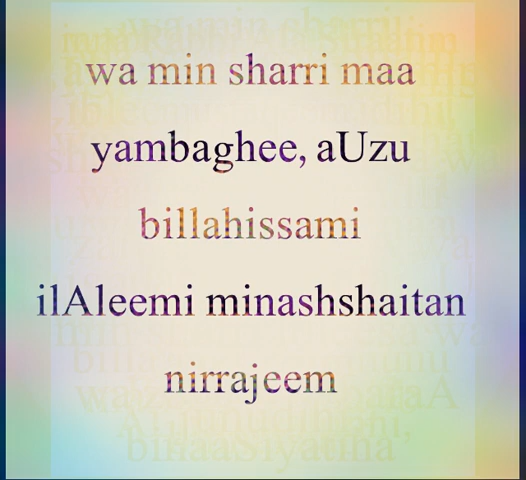 wa min sharri maa
yambaghee, aUzu
billahissami
ilAleemi minashshaitan
nirrajeem